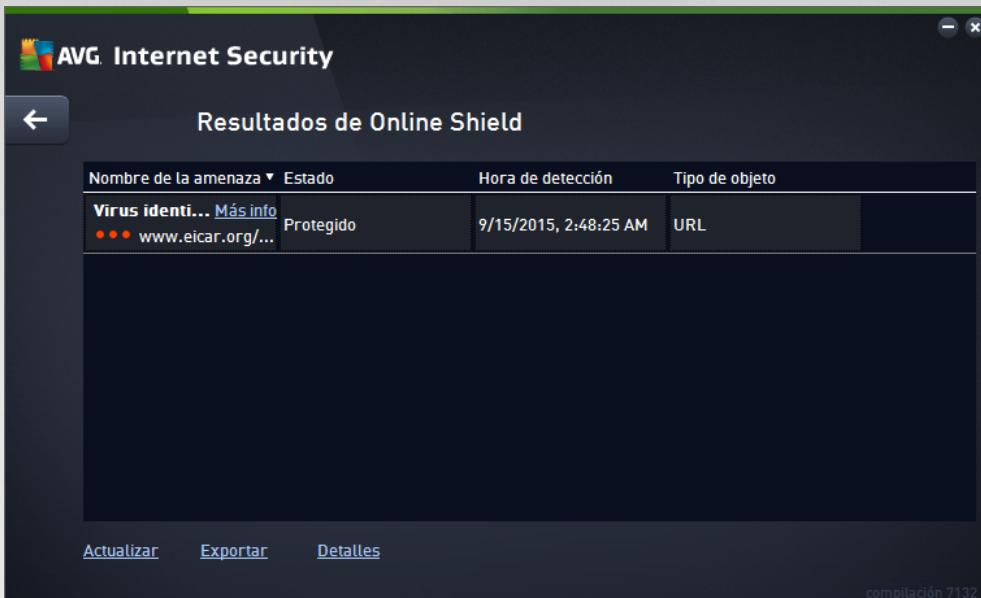 AVG Internet Security
Resultados de Online Shield
Nombre de la amenaza ▼ Estado Hora de detección Tipo de objeto
Virus identi... Más info
www.eicar.org/... Protegido 9/15/2015, 2:48:25 AM URL
Actualizar Exportar Detalles
compilación 7132